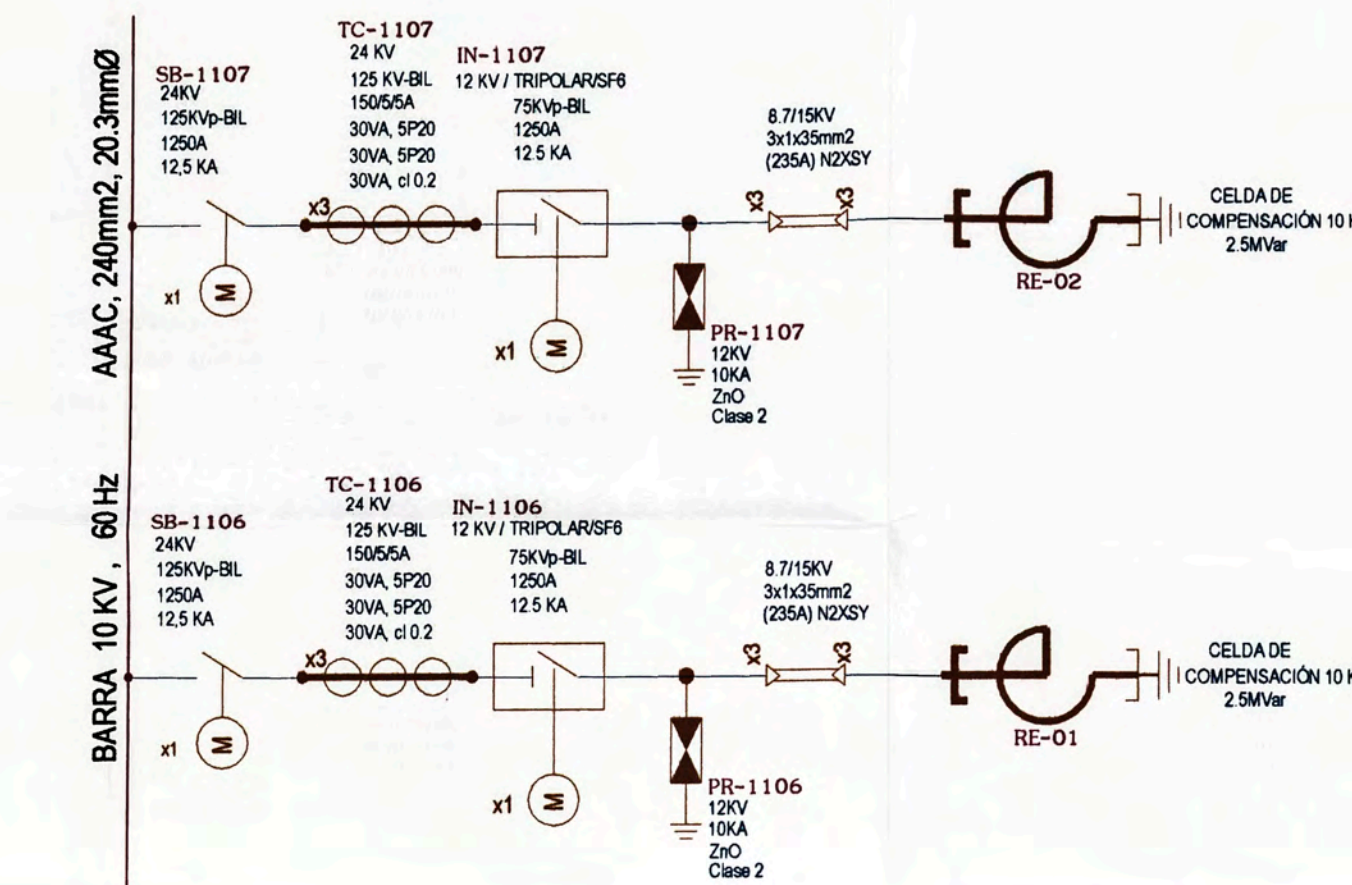 AAAC, 240mm2, 20.3mmØ
BARRA 10 KV , 60 Hz
SB-1107
24KV
125KVp-BIL
1250A
12,5 KA
x1
M
TC-1107
24 KV
125 KV-BIL
150/5/5A
30VA, 5P20
30VA, 5P20
30VA, cl 0.2
x3
IN-1107
12 KV / TRIPOLAR/SF6
75KVp-BIL
1250A
12.5 KA
x1
M
PR-1107
12KV
10KA
ZnO
Clase 2
8.7/15KV
3x1x35mm2
(235A) N2XSY
x3
x3
RE-02
CELDA DE
COMPENSACIÓN 10 K
2.5MVar
SB-1106
24KV
125KVp-BIL
1250A
12,5 KA
x1
M
TC-1106
24 KV
125 KV-BIL
150/5/5A
30VA, 5P20
30VA, 5P20
30VA, cl 0.2
x3
IN-1106
12 KV / TRIPOLAR/SF6
75KVp-BIL
1250A
12.5 KA
x1
M
PR-1106
12KV
10KA
ZnO
Clase 2
8.7/15KV
3x1x35mm2
(235A) N2XSY
x3
x3
RE-01
CELDA DE
COMPENSACIÓN 10 K
2.5MVar